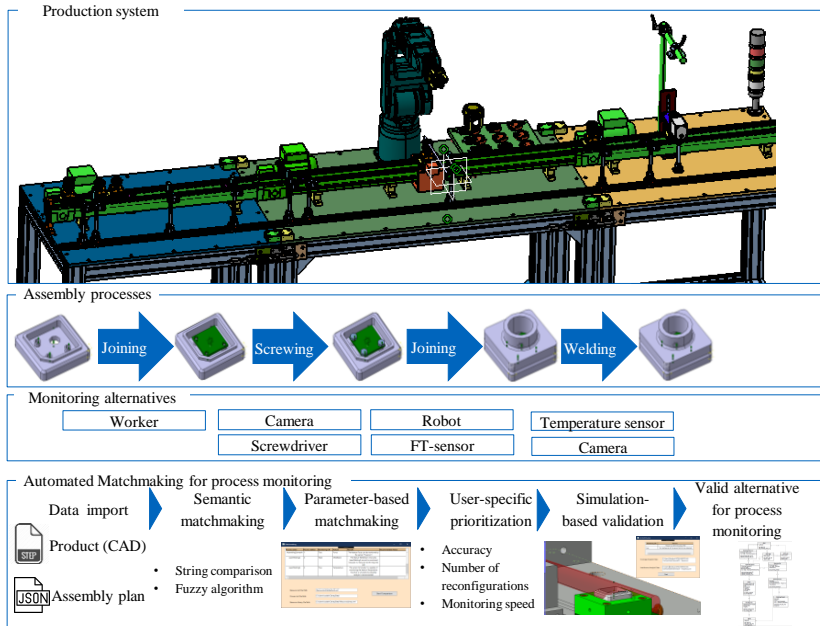 Production system
Assembly processes
Joining
Screwing
Joining
Welding
Monitoring alternatives
Worker
Camera
Robot
Temperature sensor
Screwdriver
FT-sensor
Camera
Automated Matchmaking for process monitoring
Data import
Semantic
matchmaking
Parameter-based
matchmaking
User-specific
prioritization
Simulation-
based validation
Valid alternative
for process
monitoring
STEP
Product (CAD)
JSON
Assembly plan
• String comparison
• Fuzzy algorithm
• Accuracy
• Number of
reconfigurations
• Monitoring speed